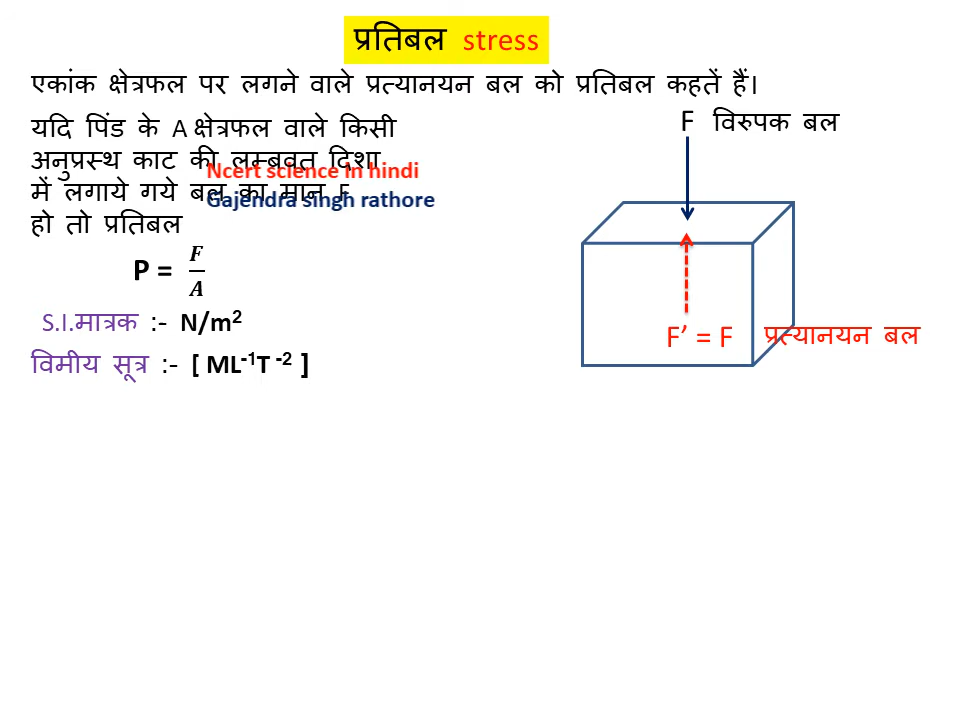 प्रतिबल stress
एकांक क्षेत्रफल पर लगने वाले प्रत्यानयन बल को प्रतिबल कहतें हैं।
यदि पिंड के A क्षेत्रफल वाले किसी
अनुप्रस्थ काट की लम्बवत दिशा
में लगाये गये बल का मान F
हो तो प्रतिबल
Ncert science in hindi
Gajendra singh rathore
P = F/A
S.I.मात्रक :- N/m²
विमीय सूत्र :- [ ML⁻¹T ⁻² ]
F विरुपक बल
F’ = F प्रत्यानयन बल